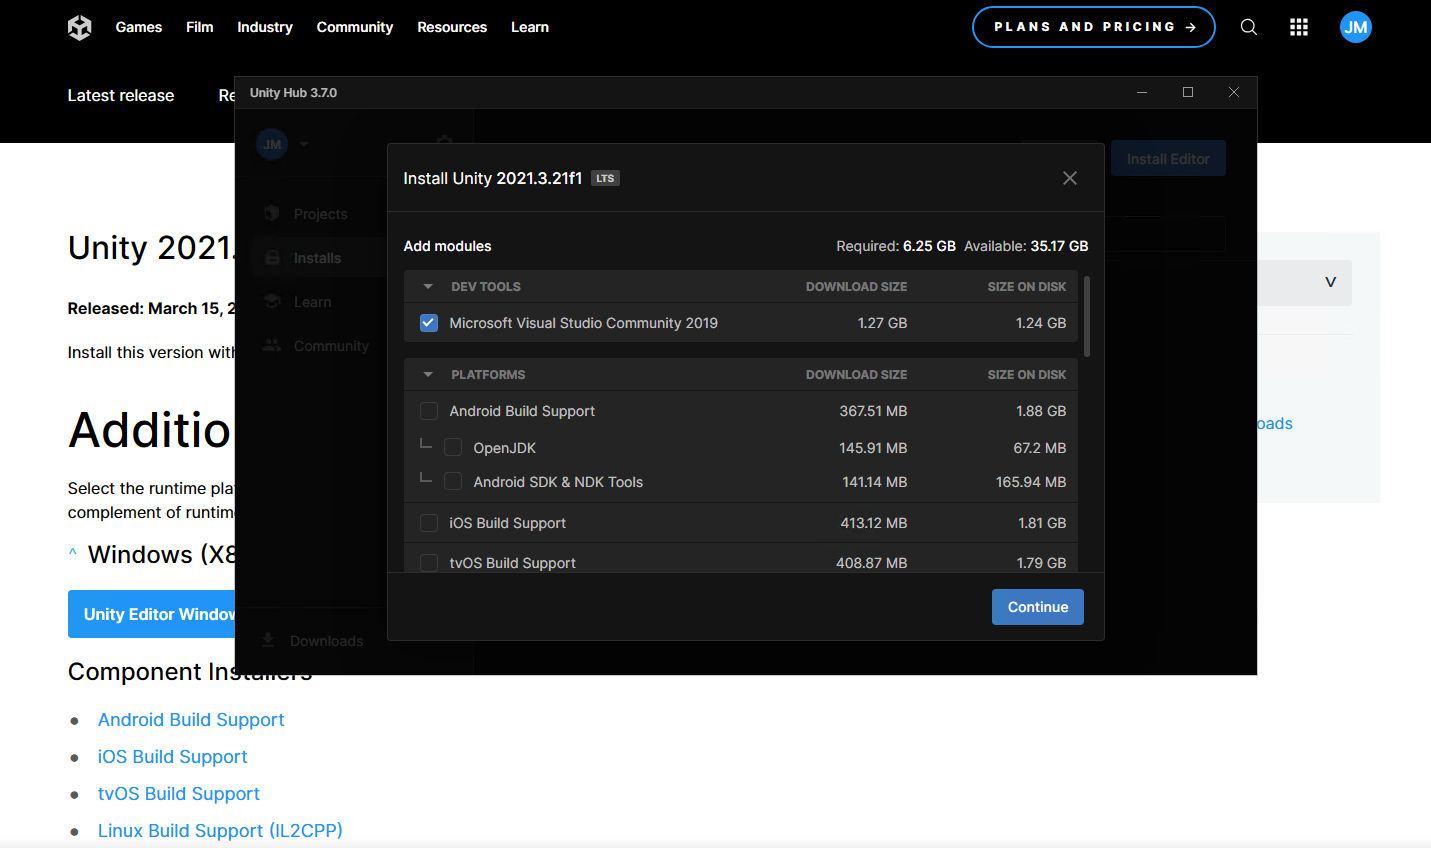 Games Film Industry Community Resources Learn PLANS AND PRICING → JM
Latest release Re
Unity Hub 3.7.0
JM
Install Editor
Install Unity 2021.3.21f1 LTS
Projects
Installs
Learn
Community
Downloads
Add modules Required: 6.25 GB Available: 35.17 GB
DEV TOOLS DOWNLOAD SIZE SIZE ON DISK
Microsoft Visual Studio Community 2019 1.27 GB 1.24 GB
PLATFORMS DOWNLOAD SIZE SIZE ON DISK
Android Build Support 367.51 MB 1.88 GB
OpenJDK 145.91 MB 67.2 MB
Android SDK & NDK Tools 141.14 MB 165.94 MB
iOS Build Support 413.12 MB 1.81 GB
tvOS Build Support 408.87 MB 1.79 GB
Continue
Unity 2021.
Released: March 15, 2
Install this version with
Additio
Select the runtime pla
complement of runtime
^ Windows (X8
Unity Editor Window
Component Installers
Android Build Support
iOS Build Support
tvOS Build Support
Linux Build Support (IL2CPP)
V
oads